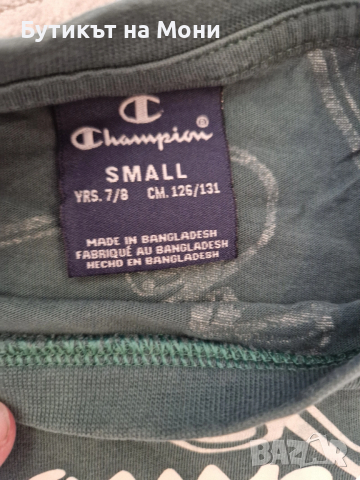 Бутикът на Мони
Champion®
SMALL
YRS. 7/8 CM. 126/131
MADE IN BANGLADESH
FABRIQUÉ AU BANGLADESH
HECHO EN BANGLADESH
BAZAR